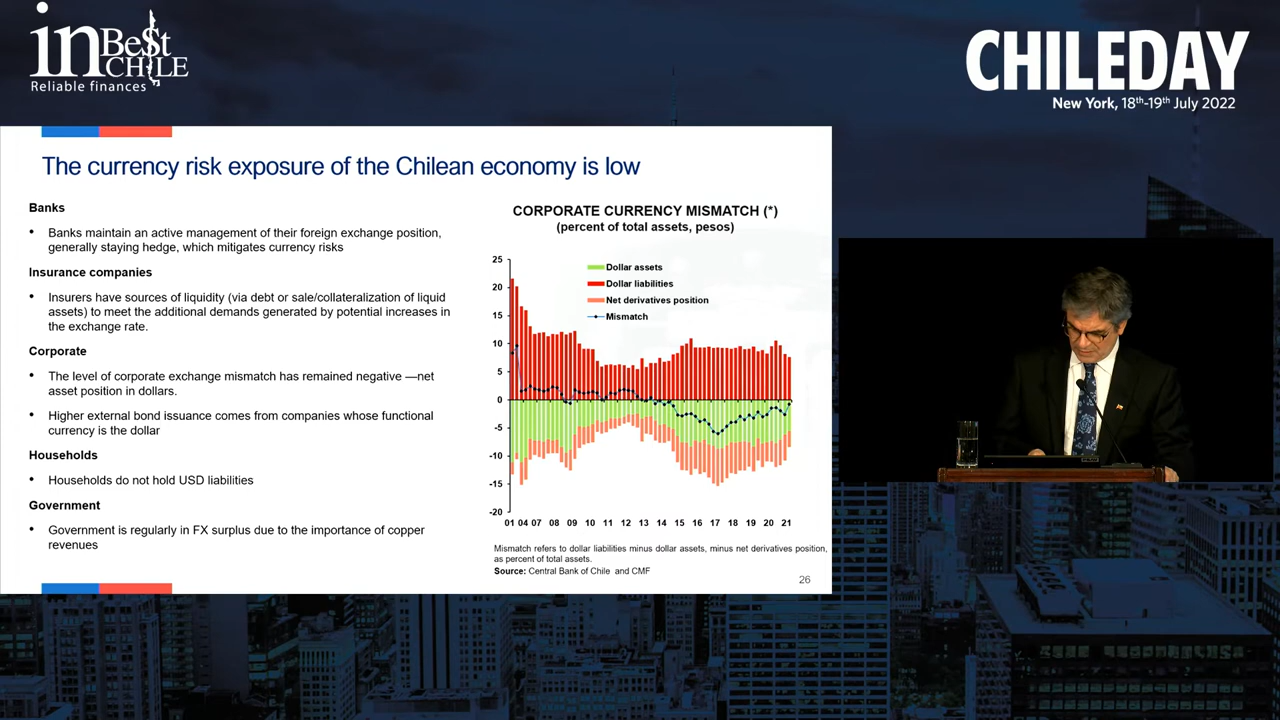 in BeSt
CHILE
Reliable finances
CHILEDAY
New York, 18th-19th July 2022
The currency risk exposure of the Chilean economy is low
Banks
• Banks maintain an active management of their foreign exchange position,
generally staying hedge, which mitigates currency risks
Insurance companies
• Insurers have sources of liquidity (via debt or sale/collateralization of liquid
assets) to meet the additional demands generated by potential increases in
the exchange rate.
Corporate
• The level of corporate exchange mismatch has remained negative —net
asset position in dollars.
• Higher external bond issuance comes from companies whose functional
currency is the dollar
Households
• Households do not hold USD liabilities
Government
• Government is regularly in FX surplus due to the importance of copper
revenues
CORPORATE CURRENCY MISMATCH (*)
(percent of total assets, pesos)
25
20
15
10
5
0
-5
-10
-15
-20
Dollar assets
Dollar liabilities
Net derivatives position
Mismatch
01 04 07 08 09 10 11 12 13 14 15 16 17 18 19 20 21
Mismatch refers to dollar liabilities minus dollar assets, minus net derivatives position,
as percent of total assets.
Source: Central Bank of Chile and CMF
26